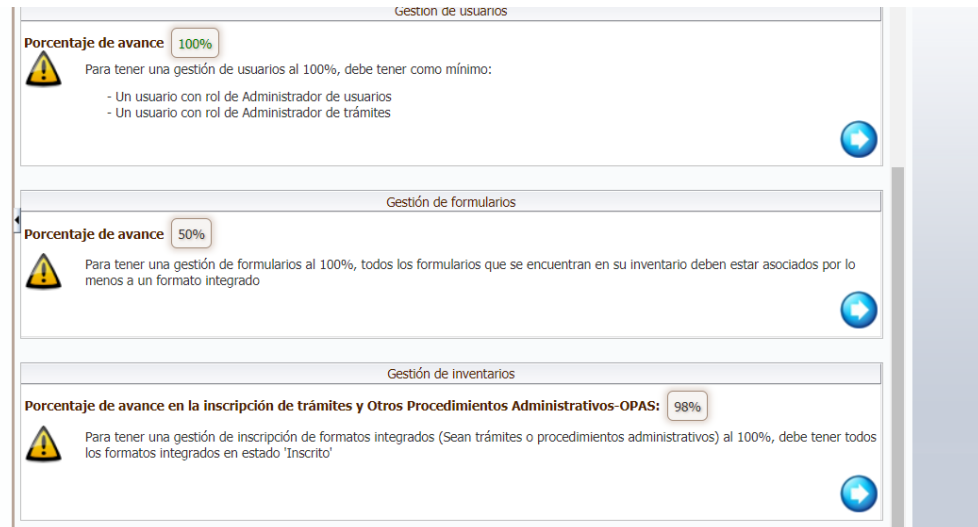 Gestión de usuarios
Porcentaje de avance 100%
Para tener una gestión de usuarios al 100%, debe tener como mínimo:
- Un usuario con rol de Administrador de usuarios
- Un usuario con rol de Administrador de trámites
Gestión de formularios
Porcentaje de avance 50%
Para tener una gestión de formularios al 100%, todos los formularios que se encuentran en su inventario deben estar asociados por lo
menos a un formato integrado
Gestión de inventarios
Porcentaje de avance en la inscripción de trámites y Otros Procedimientos Administrativos-OPAS: 98%
Para tener una gestión de inscripción de formatos integrados (Sean trámites o procedimientos administrativos) al 100%, debe tener todos
los formatos integrados en estado 'Inscrito'